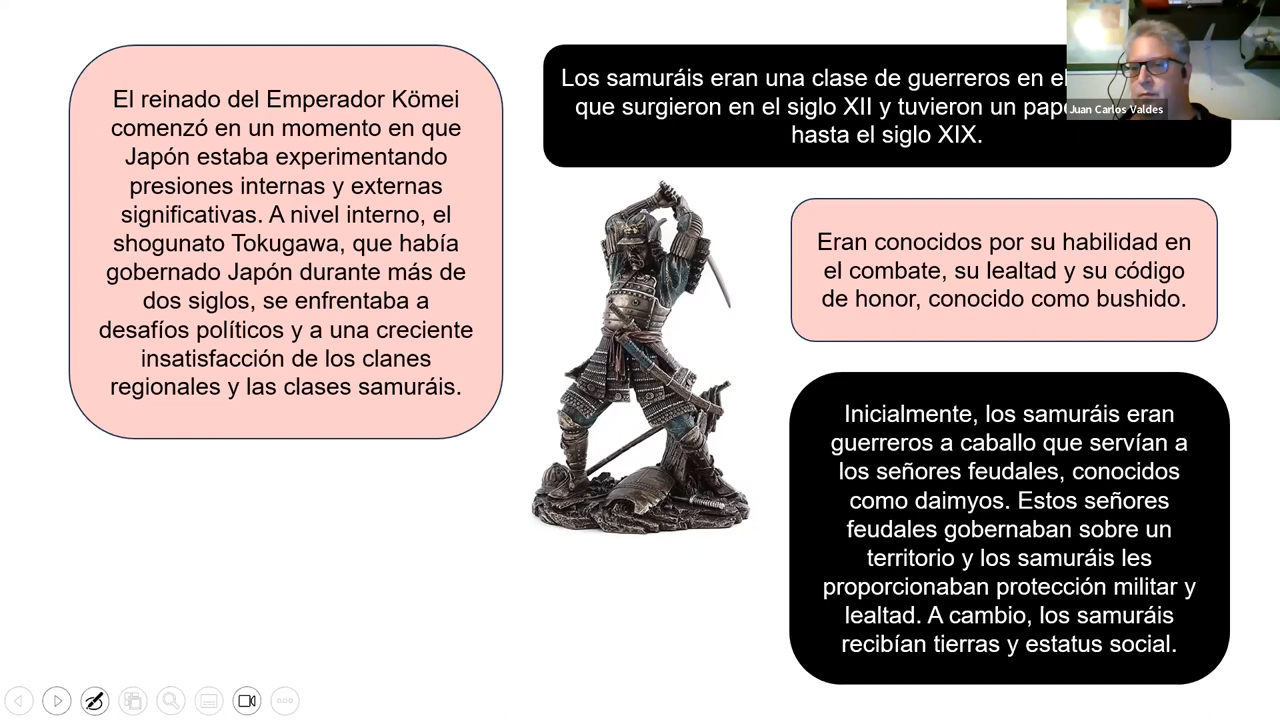 El reinado del Emperador Kömei
comenzó en un momento en que
Japón estaba experimentando
presiones internas y externas
significativas. A nivel interno, el
shogunato Tokugawa, que había
gobernado Japón durante más de
dos siglos, se enfrentaba a
desafíos políticos y a una creciente
insatisfacción de los clanes
regionales y las clases samuráis.
Los samuráis eran una clase de guerreros en el
que surgieron en el siglo XII y tuvieron un
hasta el siglo XIX.
Juan Carlos Valdes
Eran conocidos por su habilidad en
el combate, su lealtad y su código
de honor, conocido como bushido.
Inicialmente, los samuráis eran
guerreros a caballo que servían a
los señores feudales, conocidos
como daimyos. Estos señores
feudales gobernaban sobre un
territorio y los samuráis les
proporcionaban protección militar y
lealtad. A cambio, los samuráis
recibían tierras y estatus social.